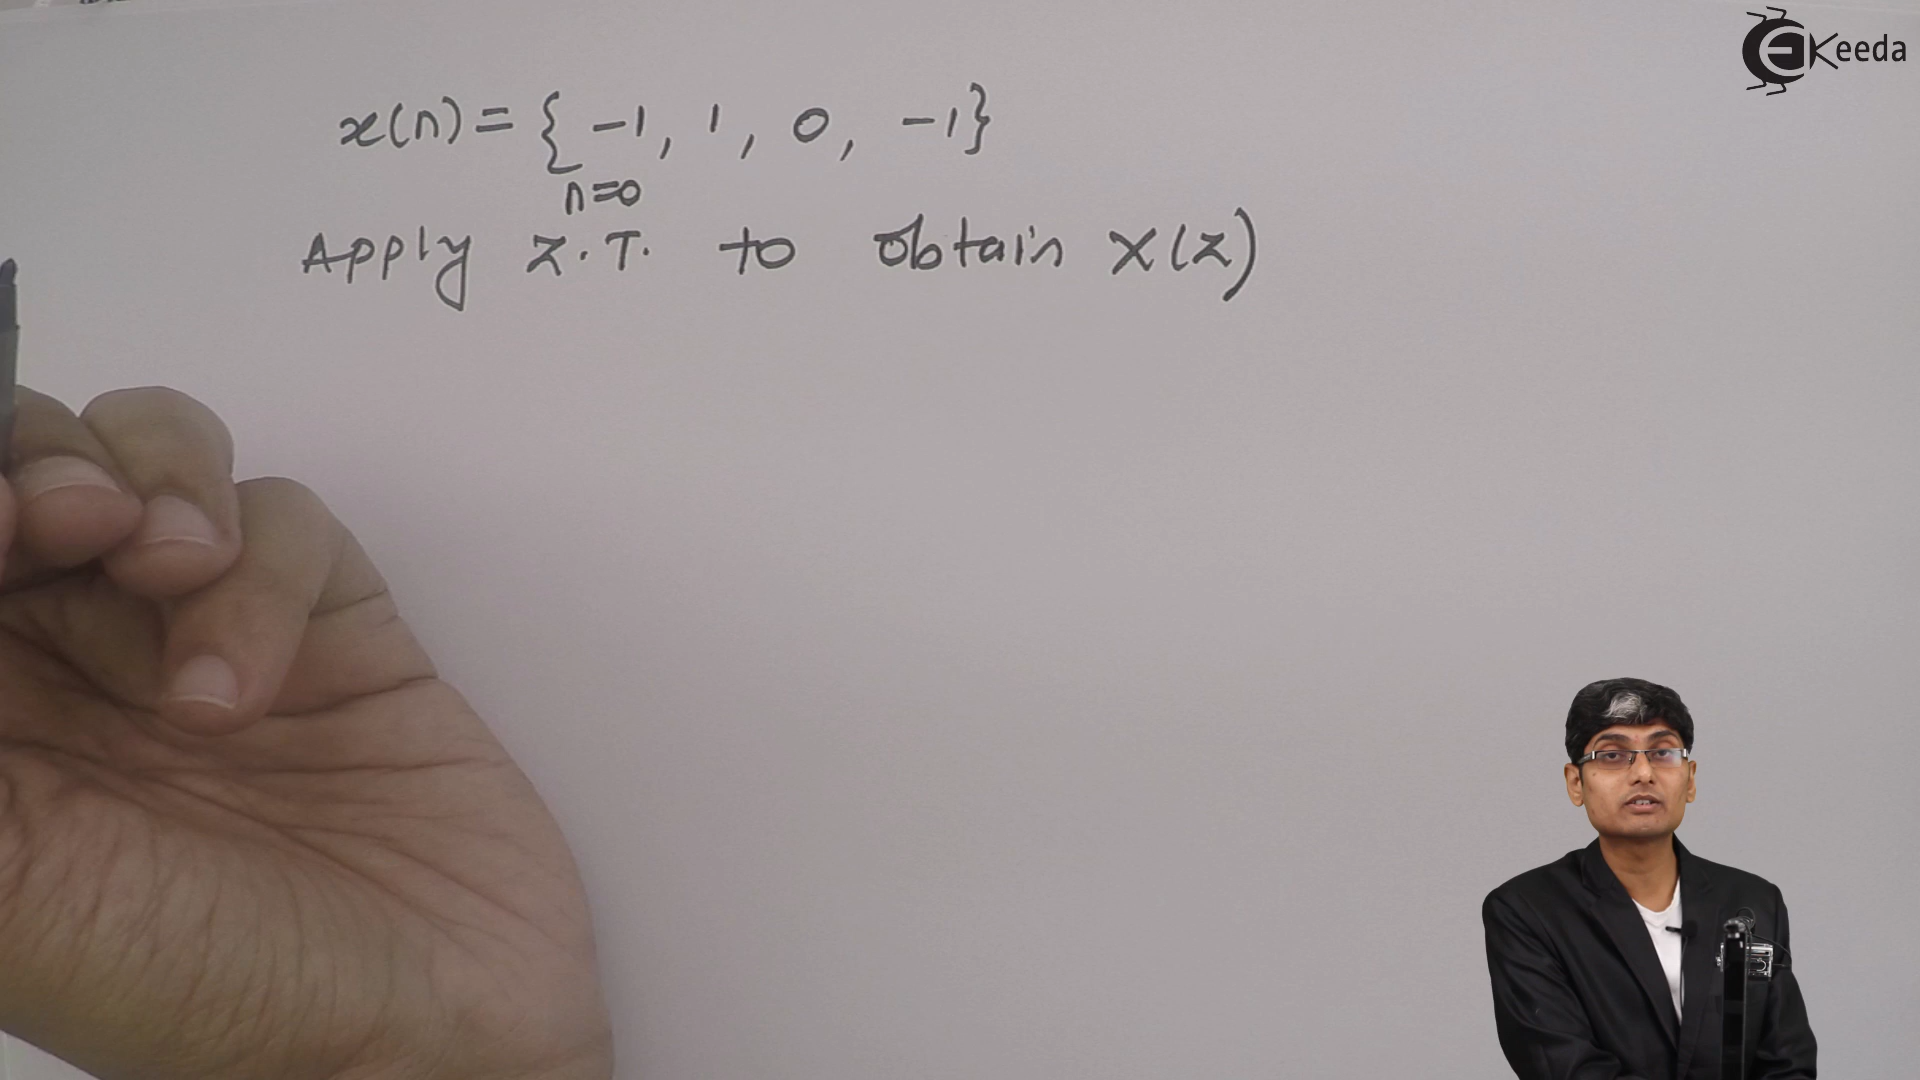 EKeeda
x(n) = { -1, 1, 0, -1}
n=0
Apply Z.T. to obtain X(z)